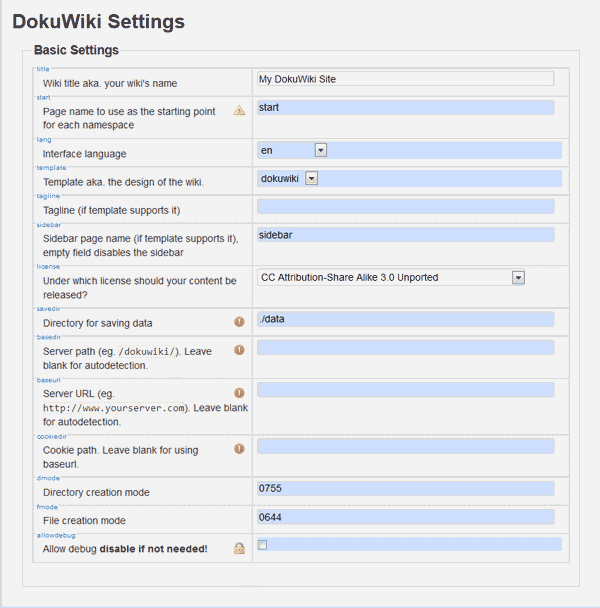 DokuWiki Settings
Basic Settings
title
Wiki title aka. your wiki's name
My DokuWiki Site
start
Page name to use as the starting point
for each namespace
start
lang
Interface language
en
template
Template aka. the design of the wiki.
dokuwiki
tagline
Tagline (if template supports it)
sidebar
Sidebar page name (if template supports it),
empty field disables the sidebar
sidebar
license
Under which license should your content be
released?
CC Attribution-Share Alike 3.0 Unported
savedir
Directory for saving data
./data
basedir
Server path (eg. /dokuwiki/). Leave
blank for autodetection.
baseurl
Server URL (eg.
http://www.yourserver.com). Leave blank
for autodetection.
cookiedir
Cookie path. Leave blank for using
baseurl.
dmode
Directory creation mode
0755
fmode
File creation mode
0644
allowdebug
Allow debug disable if not needed!